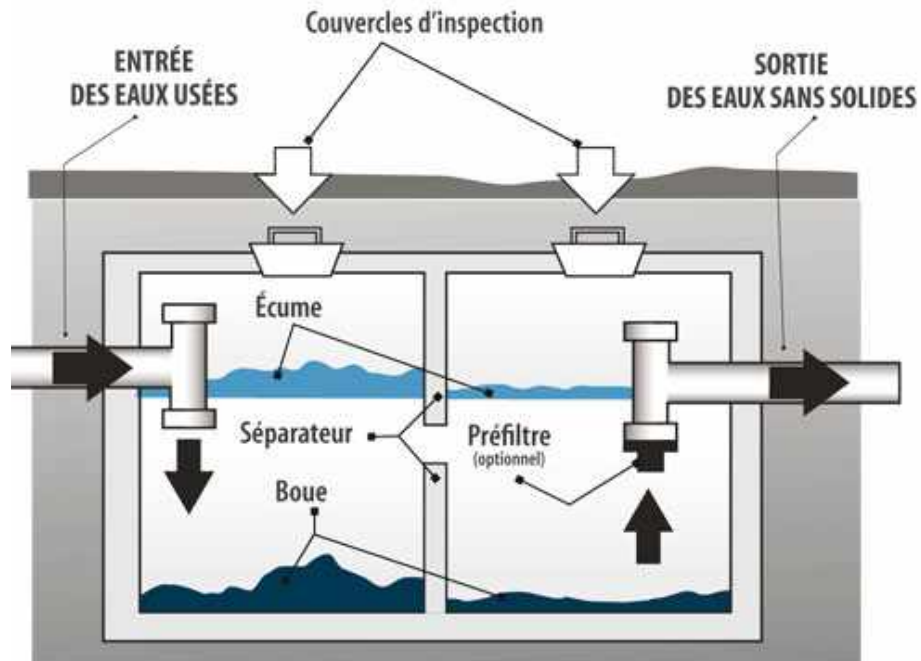 Couvercles d'inspection
ENTRÉE
DES EAUX USÉES
SORTIE
DES EAUX SANS SOLIDES
Écume
Séparateur
Préfiltre
(optionnel)
Boue